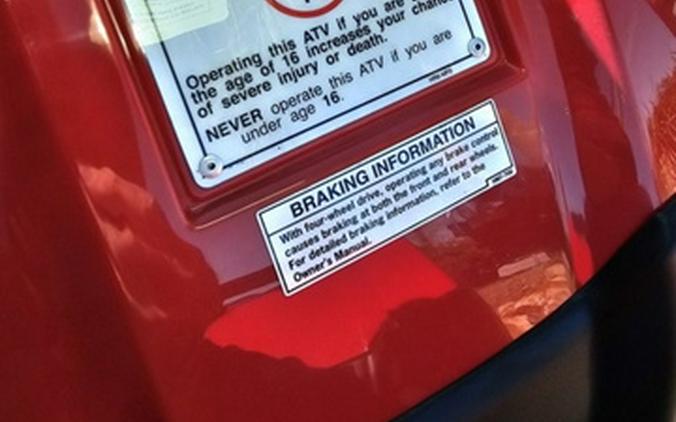 Operating this ATV if you are
the age of 16 increases your chance
of severe injury or death.
NEVER operate this ATV if you are
under age 16.
BRAKING INFORMATION
With four-wheel drive, operating any brake control
causes braking at both the front and rear wheels.
For detailed braking information, refer to the
Owner's Manual.